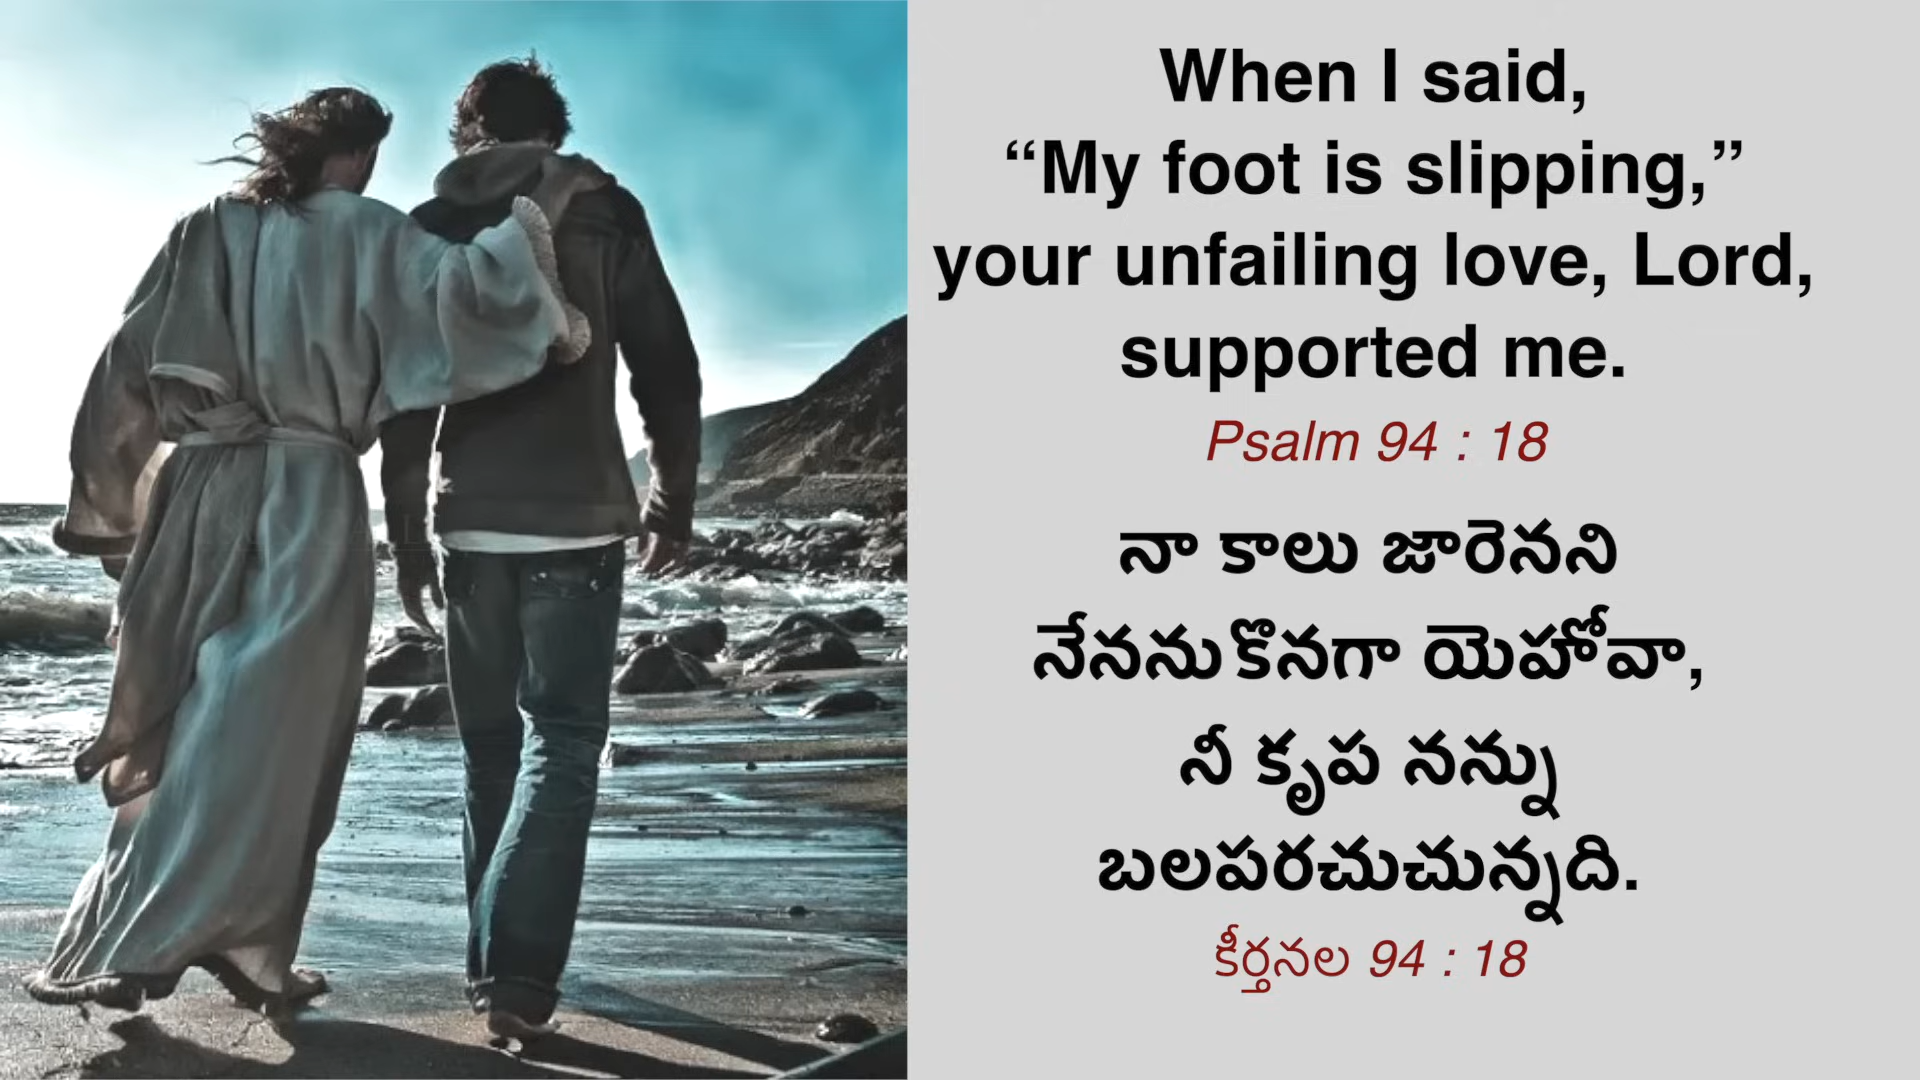 When I said,
“My foot is slipping,”
your unfailing love, Lord,
supported me.
Psalm 94 : 18
నా కాలు జారెనని
నేననుకొనగా యెహోవా,
నీ కృప నన్ను
బలపరచుచున్నది.
కీర్తనల 94 : 18